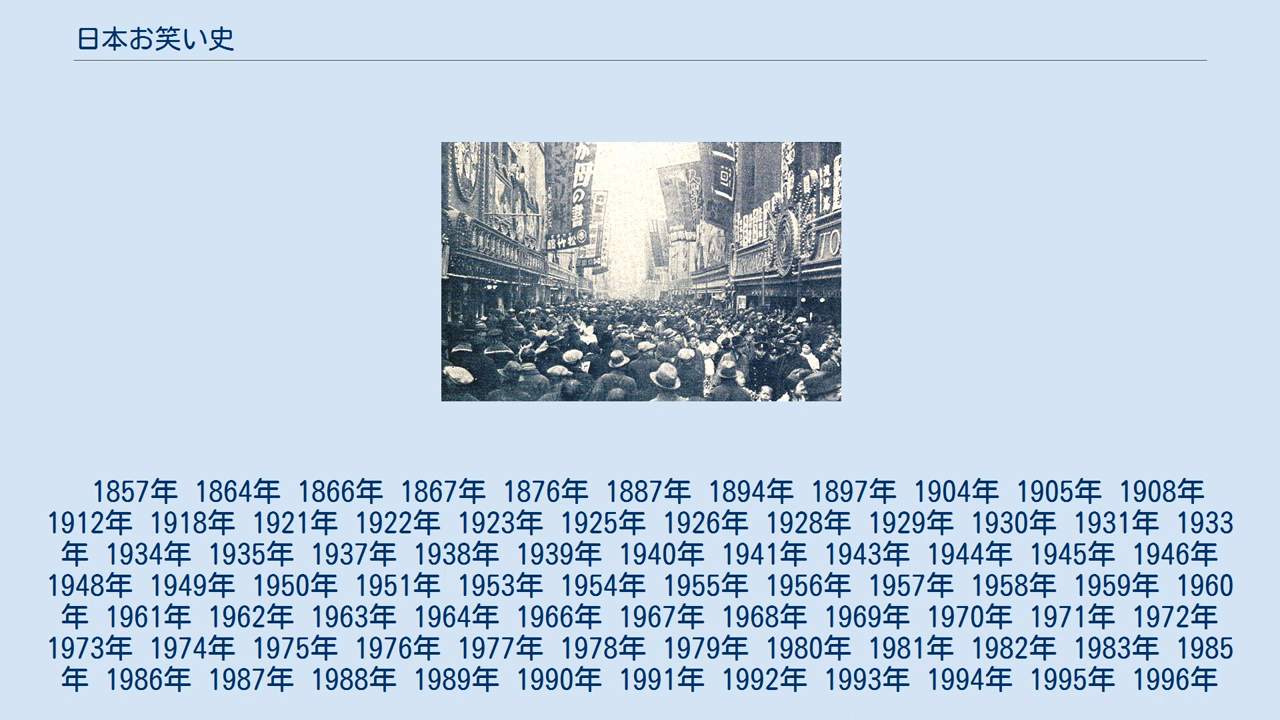 日本お笑い史
母の書
松竹館
1857年 1864年 1866年 1867年 1876年 1887年 1894年 1897年 1904年 1905年 1908年
1912年 1918年 1921年 1922年 1923年 1925年 1926年 1928年 1929年 1930年 1931年 1933
年 1934年 1935年 1937年 1938年 1939年 1940年 1941年 1943年 1944年 1945年 1946年
1948年 1949年 1950年 1951年 1953年 1954年 1955年 1956年 1957年 1958年 1959年 1960
年 1961年 1962年 1963年 1964年 1966年 1967年 1968年 1969年 1970年 1971年 1972年
1973年 1974年 1975年 1976年 1977年 1978年 1979年 1980年 1981年 1982年 1983年 1985
年 1986年 1987年 1988年 1989年 1990年 1991年 1992年 1993年 1994年 1995年 1996年